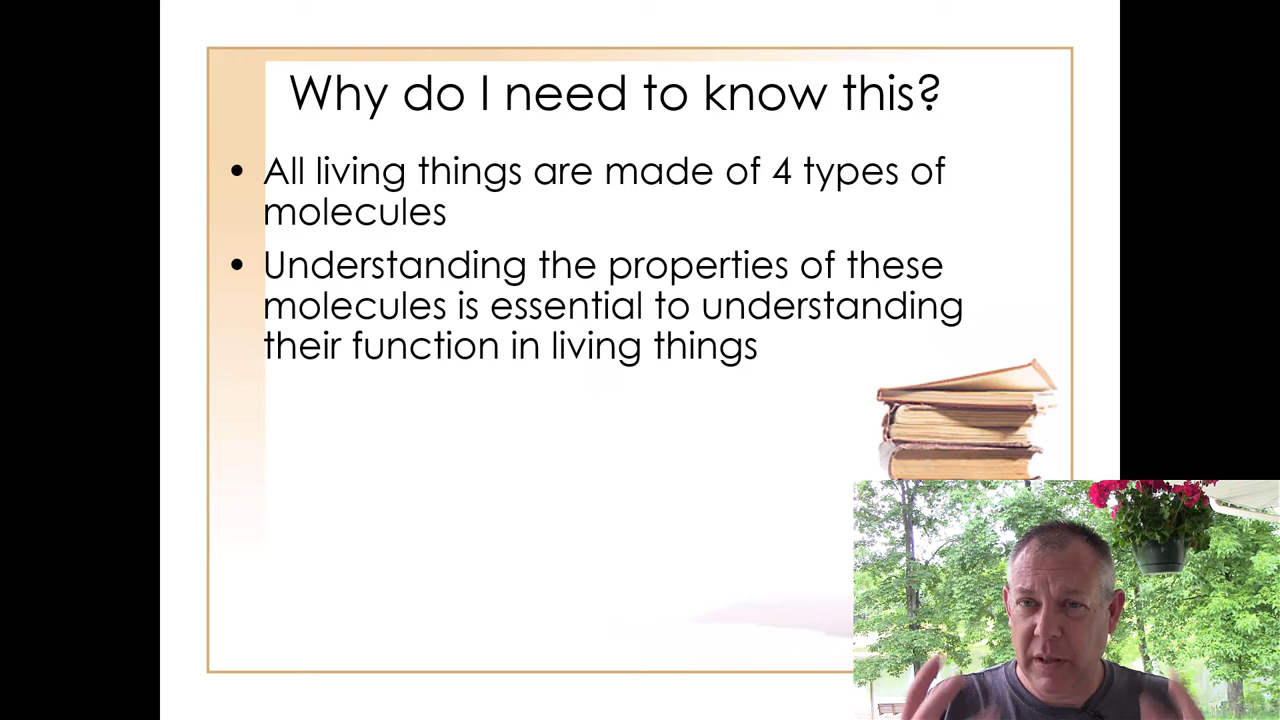 Why do I need to know this?
• All living things are made of 4 types of
molecules
• Understanding the properties of these
molecules is essential to understanding
their function in living things